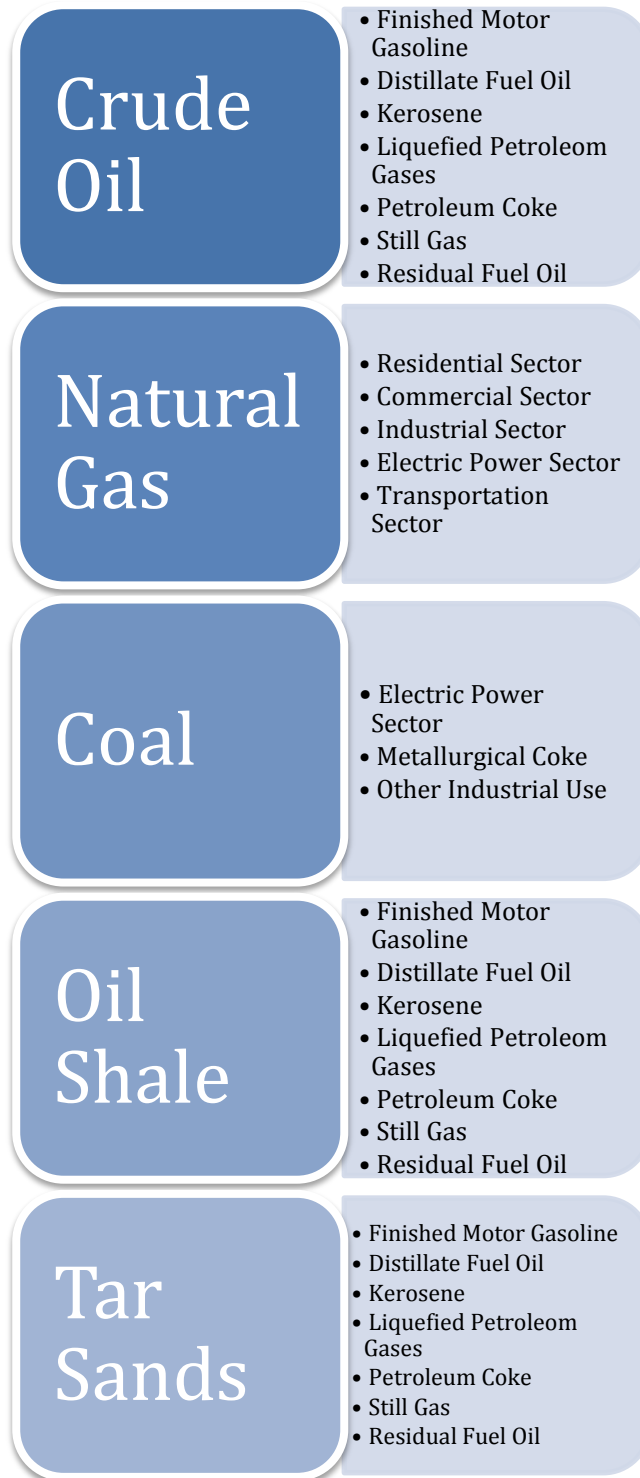 Crude
Oil
• Finished Motor
Gasoline
• Distillate Fuel Oil
• Kerosene
• Liquefied Petroleom
Gases
• Petroleum Coke
• Still Gas
• Residual Fuel Oil
Natural
Gas
• Residential Sector
• Commercial Sector
• Industrial Sector
• Electric Power Sector
• Transportation
Sector
Coal
• Electric Power
Sector
• Metallurgical Coke
• Other Industrial Use
Oil
Shale
• Finished Motor
Gasoline
• Distillate Fuel Oil
• Kerosene
• Liquefied Petroleom
Gases
• Petroleum Coke
• Still Gas
• Residual Fuel Oil
Tar
Sands
• Finished Motor Gasoline
• Distillate Fuel Oil
• Kerosene
• Liquefied Petroleom
Gases
• Petroleum Coke
• Still Gas
• Residual Fuel Oil